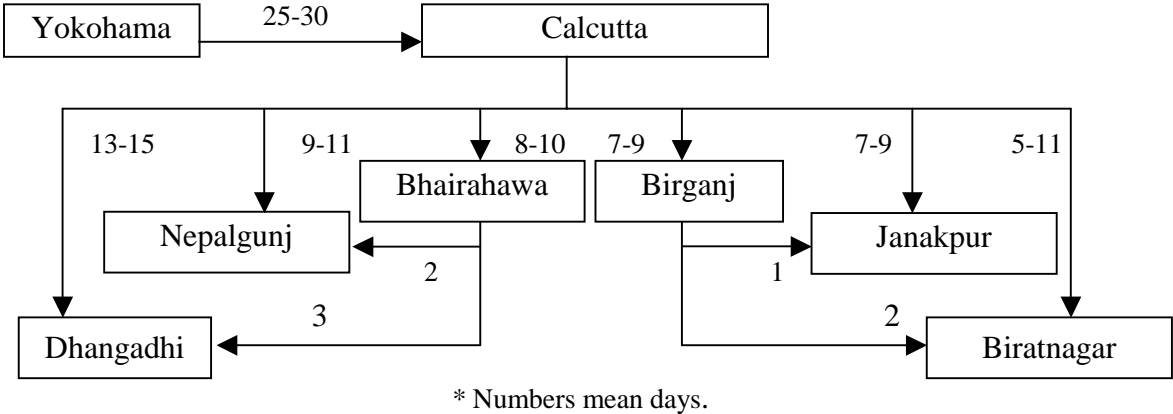 25-30
Yokohama
Calcutta
13-15
9-11
8-10
7-9
7-9
5-11
Bhairahawa
Birganj
Nepalgunj
Janakpur
2
1
3
2
Dhangadhi
Biratnagar
* Numbers mean days.